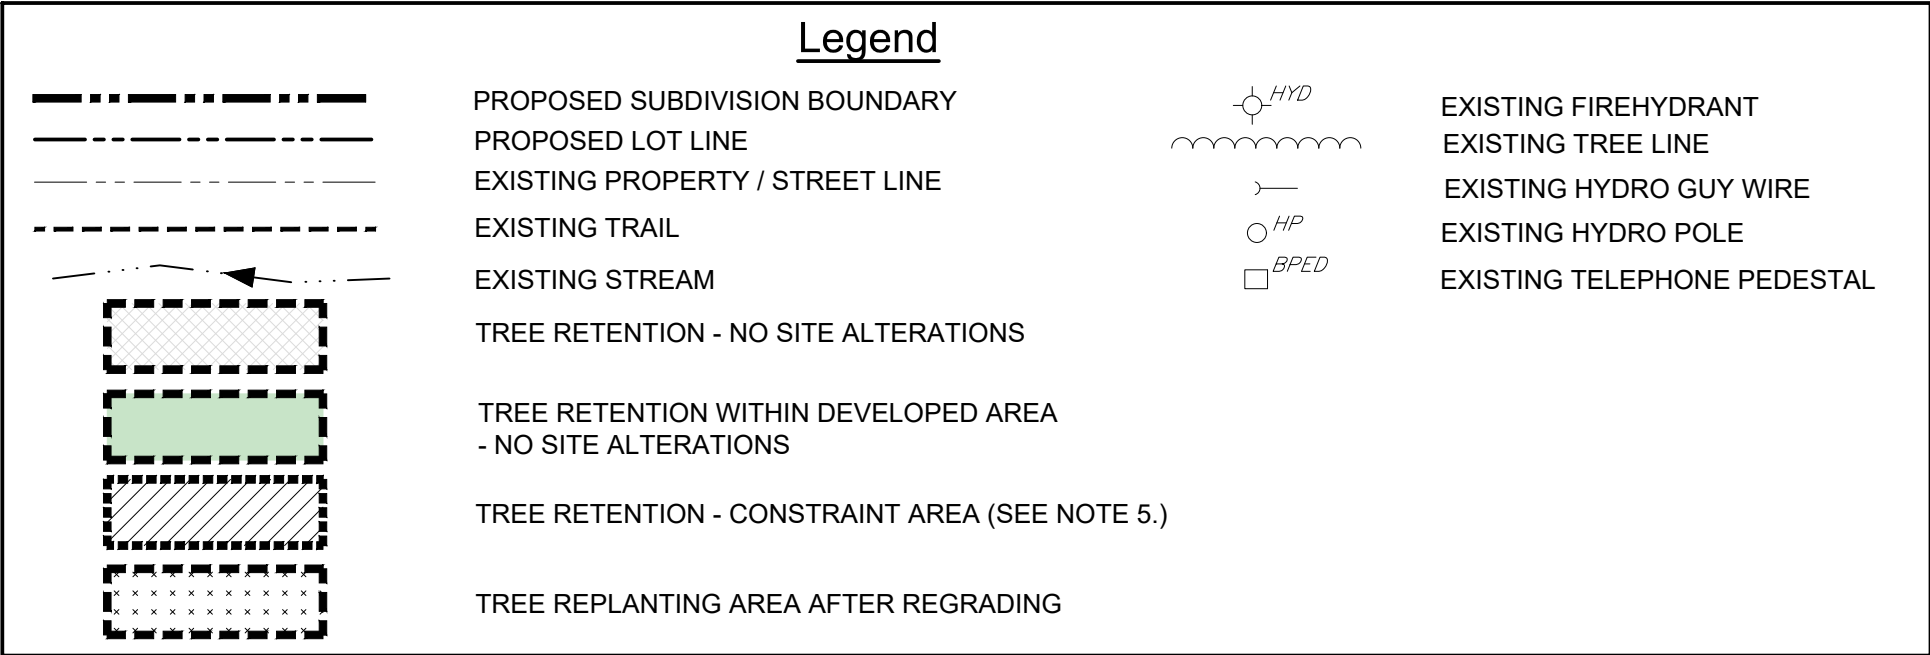 Legend
PROPOSED SUBDIVISION BOUNDARY
PROPOSED LOT LINE
EXISTING PROPERTY / STREET LINE
EXISTING TRAIL
EXISTING STREAM
TREE RETENTION - NO SITE ALTERATIONS
TREE RETENTION WITHIN DEVELOPED AREA
- NO SITE ALTERATIONS
TREE RETENTION - CONSTRAINT AREA (SEE NOTE 5.)
TREE REPLANTING AREA AFTER REGRADING
HYD
EXISTING FIREHYDRANT
EXISTING TREE LINE
EXISTING HYDRO GUY WIRE
HP
EXISTING HYDRO POLE
BPED
EXISTING TELEPHONE PEDESTAL